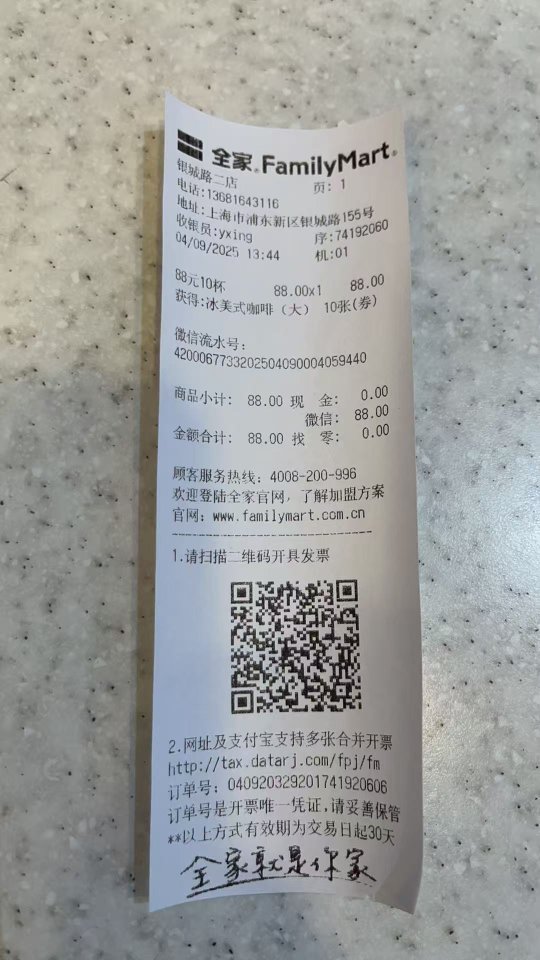 全家 FamilyMart
银城路二店 页: 1
电话:13681643116
地址:上海市浦东新区银城路155号
收银员:yxing 序:74192060
04/09/2025 13:44 机:01
88元10杯 88.00x1 88.00
获得:冰美式咖啡（大） 10张(券)
微信流水号:
4200067733202504090004059440
商品小计: 88.00 现 金: 0.00
微信: 88.00
金额合计: 88.00 找 零: 0.00
顾客服务热线: 4008-200-996
欢迎登陆全家官网，了解加盟方案
官网: www.familymart.com.cn
1.请扫描二维码开具发票
2.网址及支付宝支持多张合并开票
http://tax.datarj.com/fpj/fm
订单号: 040920329201741920606
订单号是开票唯一凭证,请妥善保管
**以上方式有效期为交易日起30天
全家就是你家